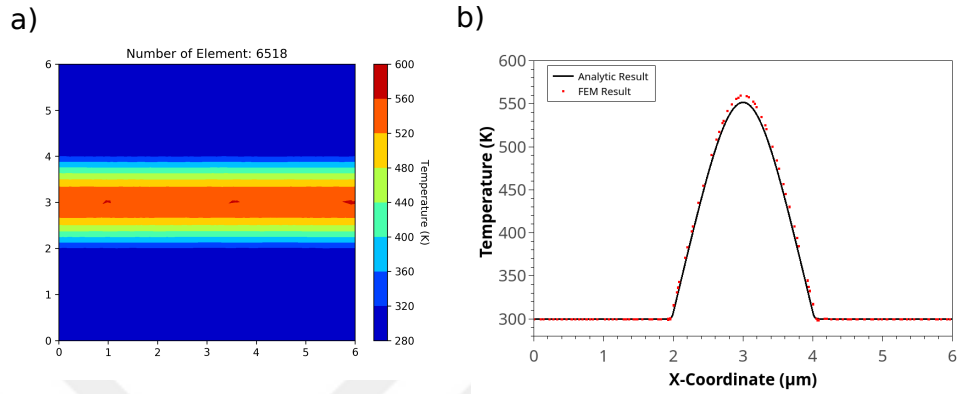 a)
Number of Element: 6518
6
5
4
3
2
1
0
0 1 2 3 4 5 6
600
560
520
480
440
400
360
320
280
Temperature (K)
b)
Analytic Result
FEM Result
600
550
500
450
400
350
300
Temperature (K)
0 1 2 3 4 5 6
X-Coordinate (μm)